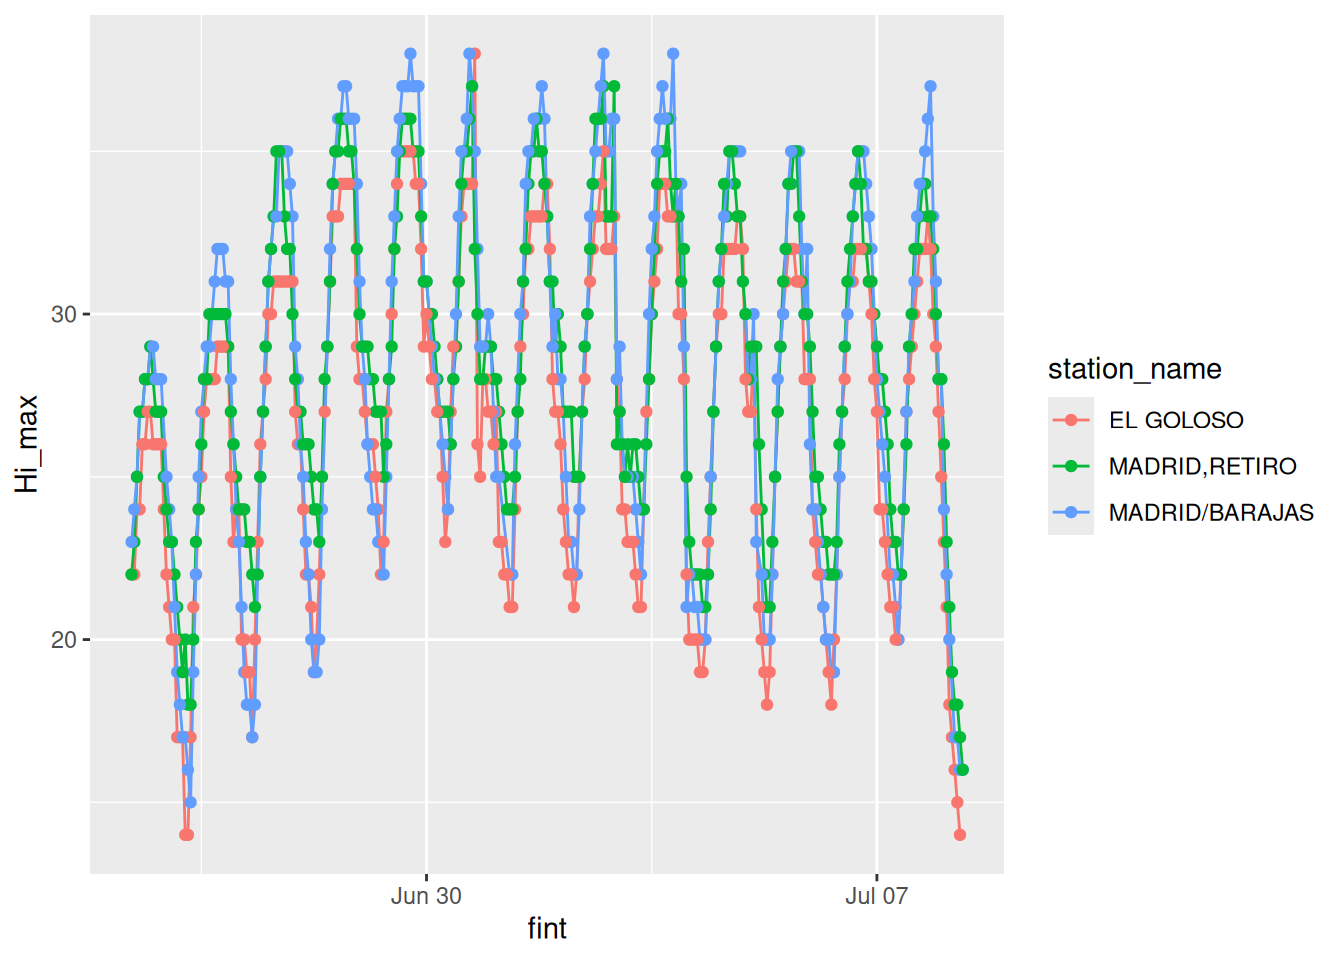 Hi_max
30
20
Jun 30
Jul 07
fint
station_name
EL GOLOSO
MADRID,RETIRO
MADRID/BARAJAS